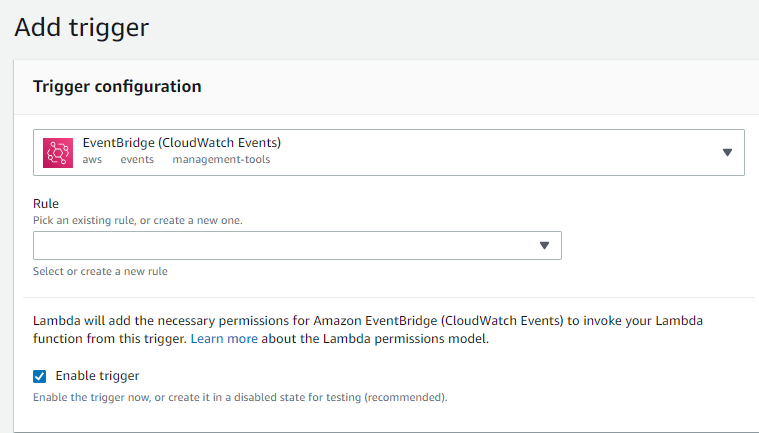 Add trigger
Trigger configuration
EventBridge (CloudWatch Events)
aws events management-tools
Rule
Pick an existing rule, or create a new one.
Select or create a new rule
Lambda will add the necessary permissions for Amazon EventBridge (CloudWatch Events) to invoke your Lambda
function from this trigger. Learn more about the Lambda permissions model.
Enable trigger
Enable the trigger now, or create it in a disabled state for testing (recommended).